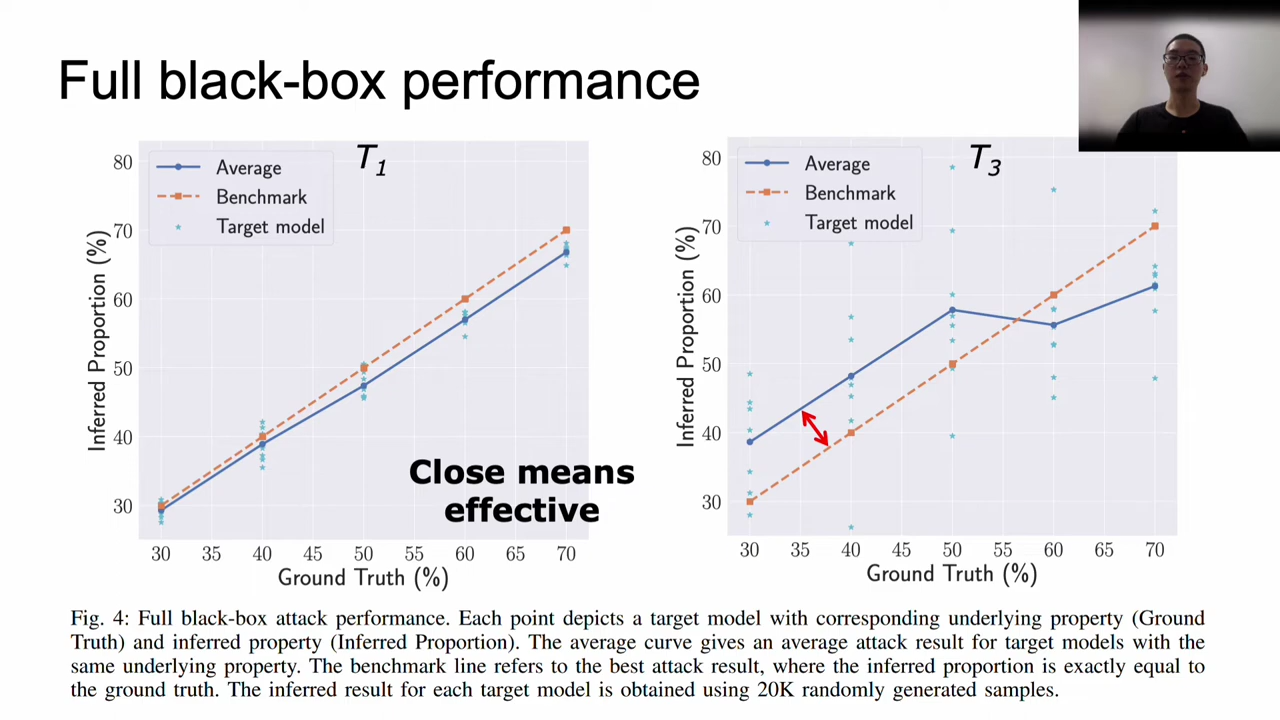 Full black-box performance
T1
Average
Benchmark
Target model
80
70
60
50
40
30
Inferred Proportion (%)
30 35 40 45 50 55 60 65 70
Ground Truth (%)
T3
Average
Benchmark
Target model
80
70
60
50
40
30
Inferred Proportion (%)
30 35 40 45 50 55 60 65 70
Ground Truth (%)
Close means
effective
Fig. 4: Full black-box attack performance. Each point depicts a target model with corresponding underlying property (Ground
Truth) and inferred property (Inferred Proportion). The average curve gives an average attack result for target models with the
same underlying property. The benchmark line refers to the best attack result, where the inferred proportion is exactly equal to
the ground truth. The inferred result for each target model is obtained using 20K randomly generated samples.